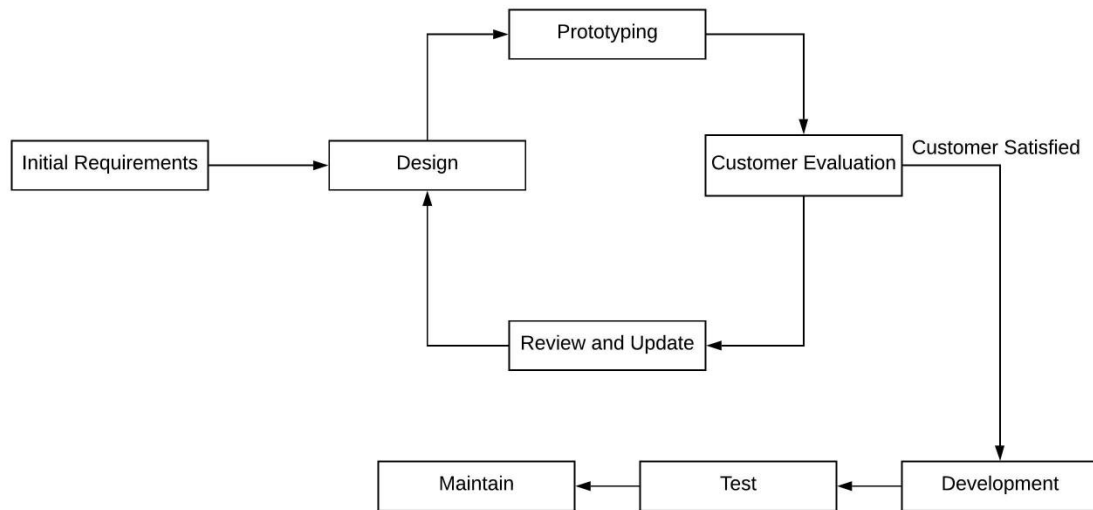 Prototyping
Initial Requirements
Design
Customer Evaluation
Customer Satisfied
Review and Update
Maintain
Test
Development